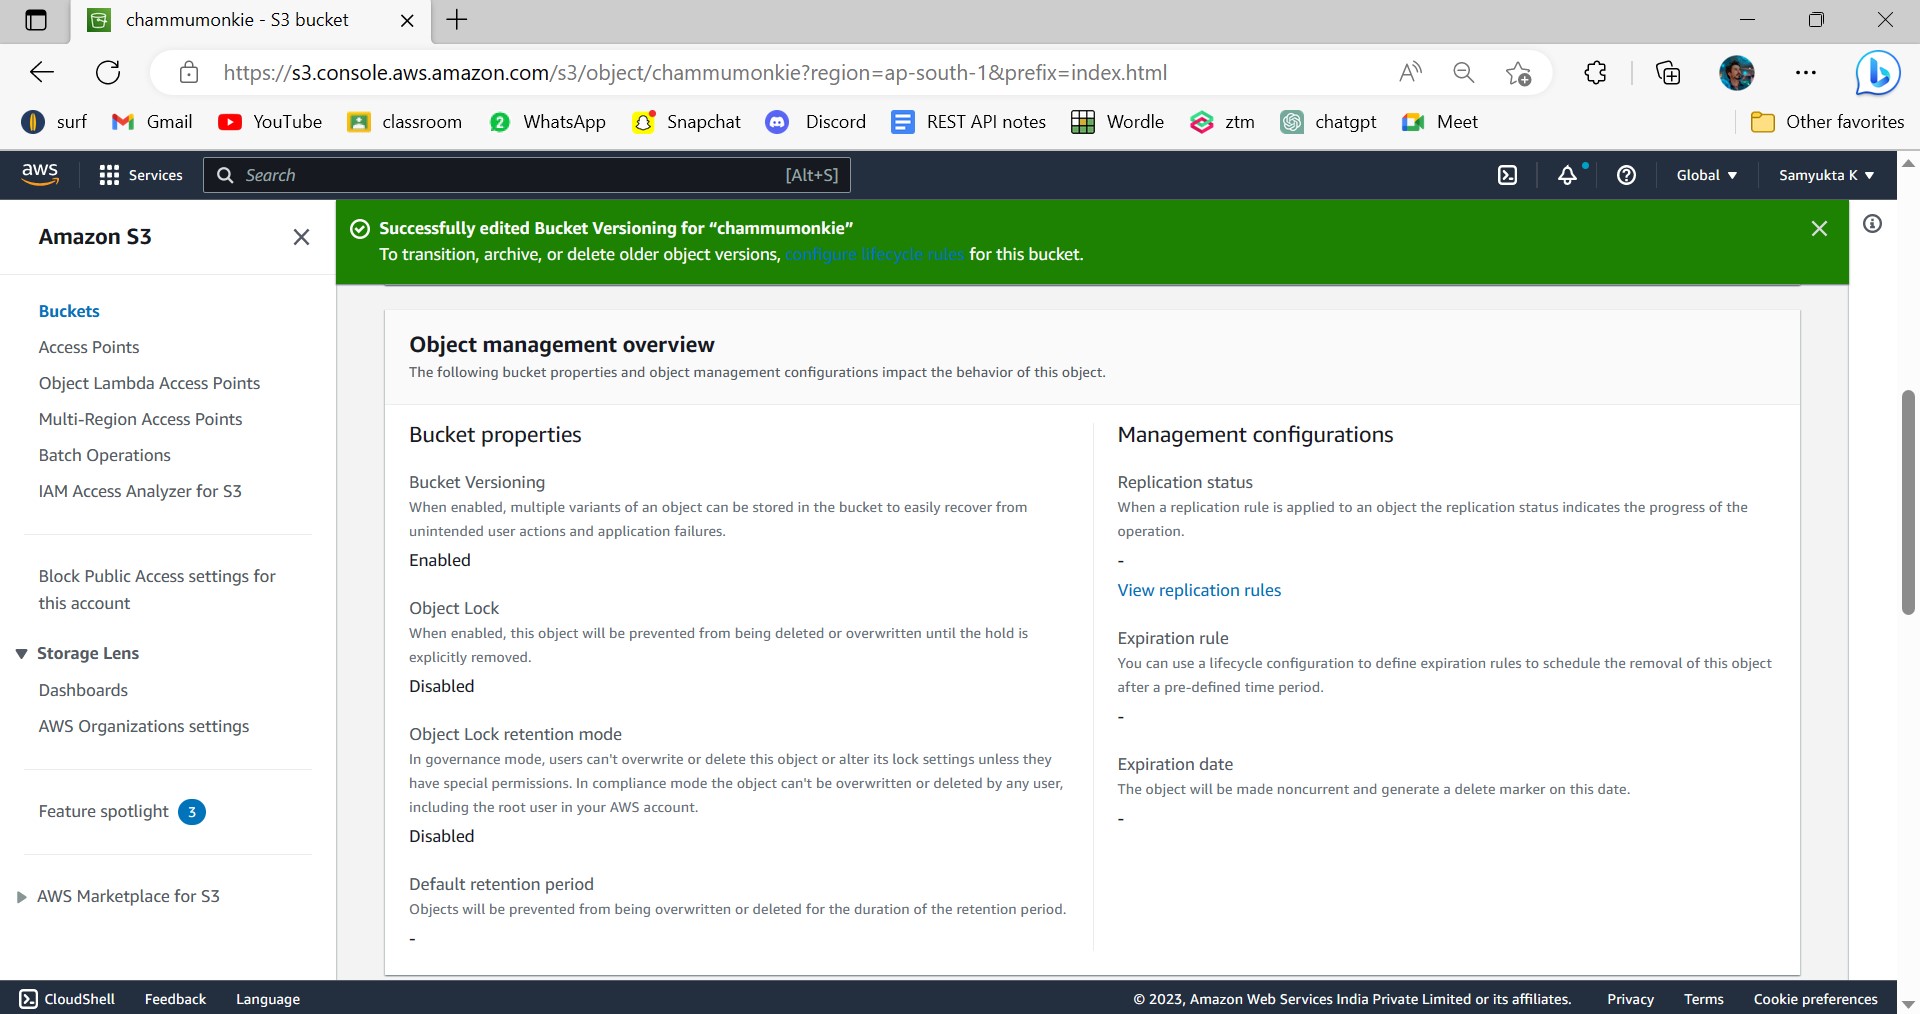 chammumonkie - S3 bucket
https://s3.console.aws.amazon.com/s3/object/chammumonkie?region=ap-south-1&prefix=index.html
surf Gmail YouTube classroom WhatsApp Snapchat Discord REST API notes Wordle ztm chatgpt Meet Other favorites
aws Services Search [Alt+S] Global Samyukta K
Amazon S3
Buckets
Access Points
Object Lambda Access Points
Multi-Region Access Points
Batch Operations
IAM Access Analyzer for S3
Block Public Access settings for
this account
Storage Lens
Dashboards
AWS Organizations settings
Feature spotlight 3
AWS Marketplace for S3
Successfully edited Bucket Versioning for “chammumonkie”
To transition, archive, or delete older object versions, configure lifecycle rules for this bucket.
Object management overview
The following bucket properties and object management configurations impact the behavior of this object.
Bucket properties
Bucket Versioning
When enabled, multiple variants of an object can be stored in the bucket to easily recover from
unintended user actions and application failures.
Enabled
Object Lock
When enabled, this object will be prevented from being deleted or overwritten until the hold is
explicitly removed.
Disabled
Object Lock retention mode
In governance mode, users can't overwrite or delete this object or alter its lock settings unless they
have special permissions. In compliance mode the object can't be overwritten or deleted by any user,
including the root user in your AWS account.
Disabled
Default retention period
Objects will be prevented from being overwritten or deleted for the duration of the retention period.
-
Management configurations
Replication status
When a replication rule is applied to an object the replication status indicates the progress of the
operation.
-
View replication rules
Expiration rule
You can use a lifecycle configuration to define expiration rules to schedule the removal of this object
after a pre-defined time period.
-
Expiration date
The object will be made noncurrent and generate a delete marker on this date.
-
CloudShell Feedback Language © 2023, Amazon Web Services India Private Limited or its affiliates. Privacy Terms Cookie preferences